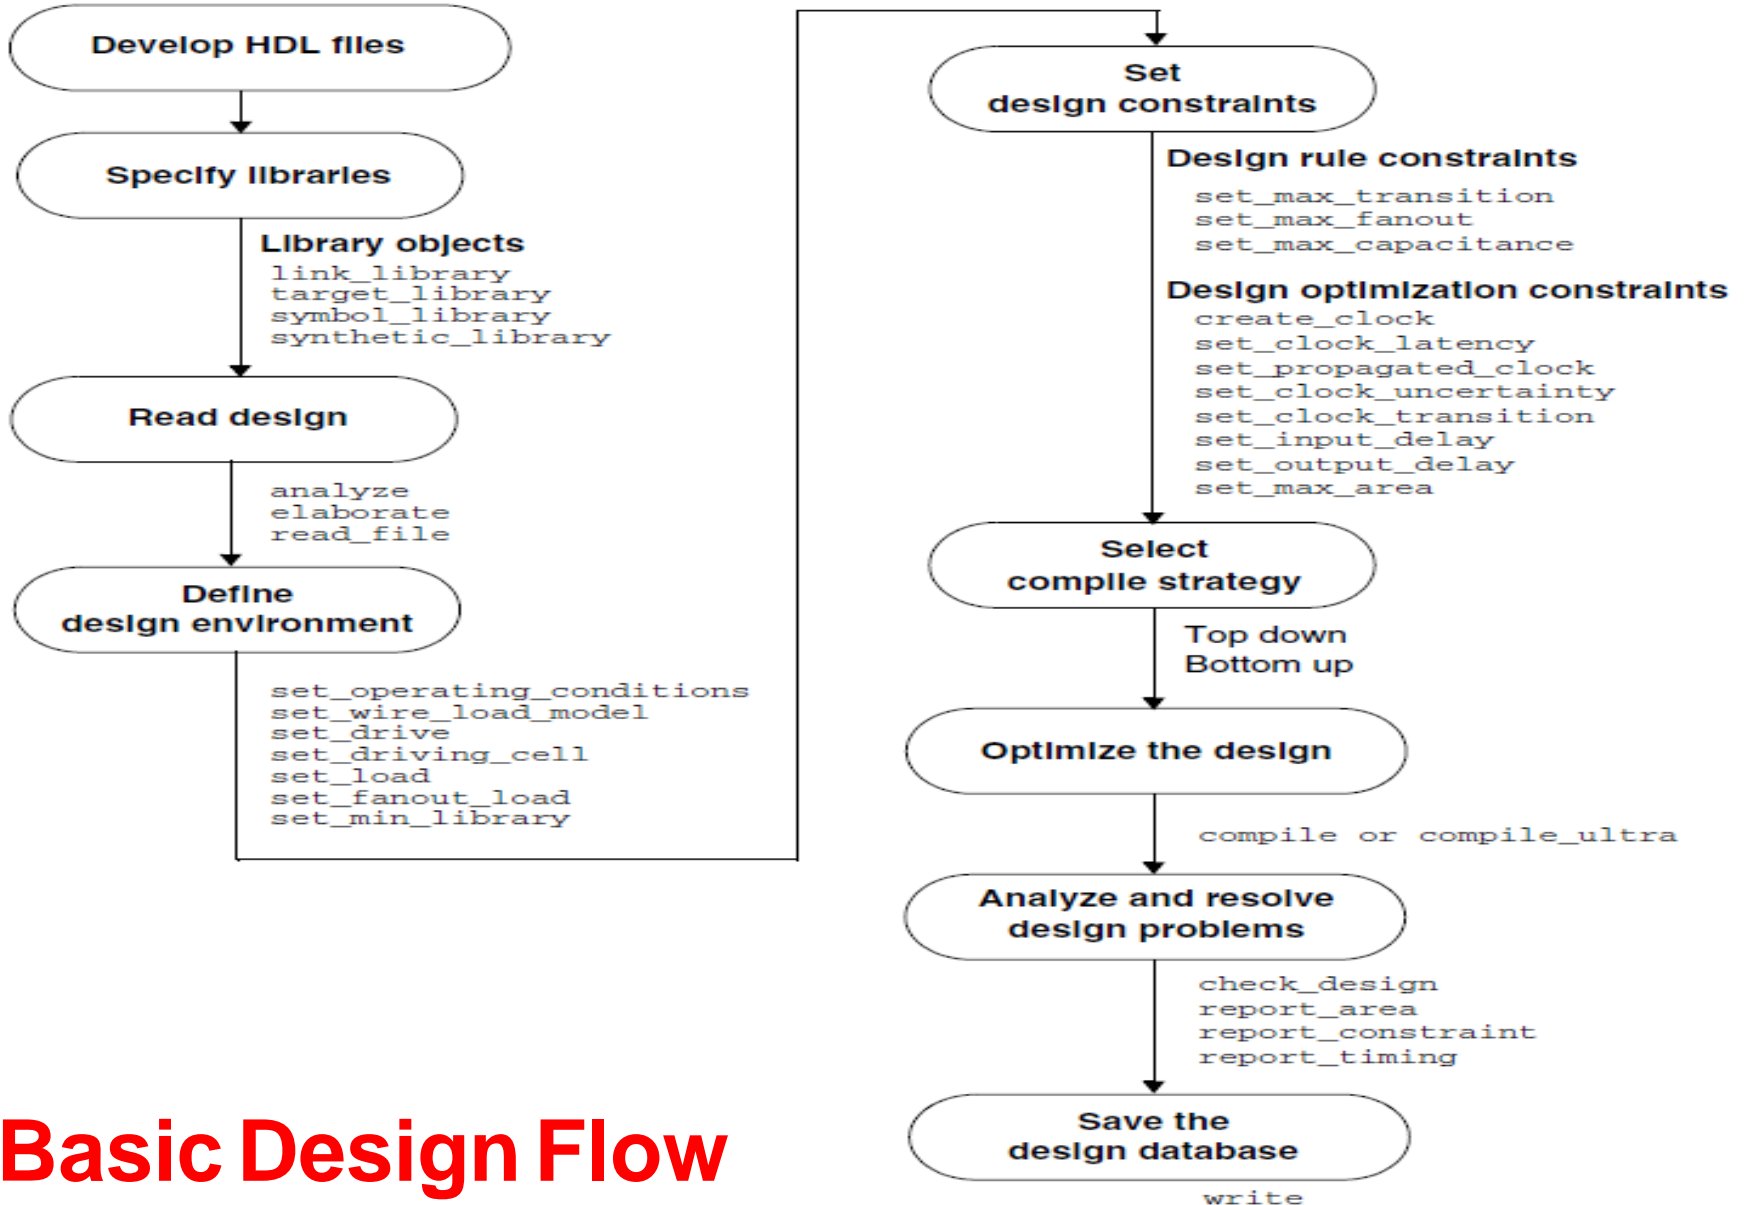 Develop HDL files
Specify libraries
Library objects
link_library
target_library
symbol_library
synthetic_library
Read design
analyze
elaborate
read_file
Define
design environment
set_operating_conditions
set_wire_load_model
set_drive
set_driving_cell
set_load
set_fanout_load
set_min_library
Set
design constraints
Design rule constraints
set_max_transition
set_max_fanout
set_max_capacitance
Design optimization constraints
create_clock
set_clock_latency
set_propagated_clock
set_clock_uncertainty
set_clock_transition
set_input_delay
set_output_delay
set_max_area
Select
compile strategy
Top down
Bottom up
Optimize the design
compile or compile_ultra
Analyze and resolve
design problems
check_design
report_area
report_constraint
report_timing
Save the
design database
write
Basic Design Flow